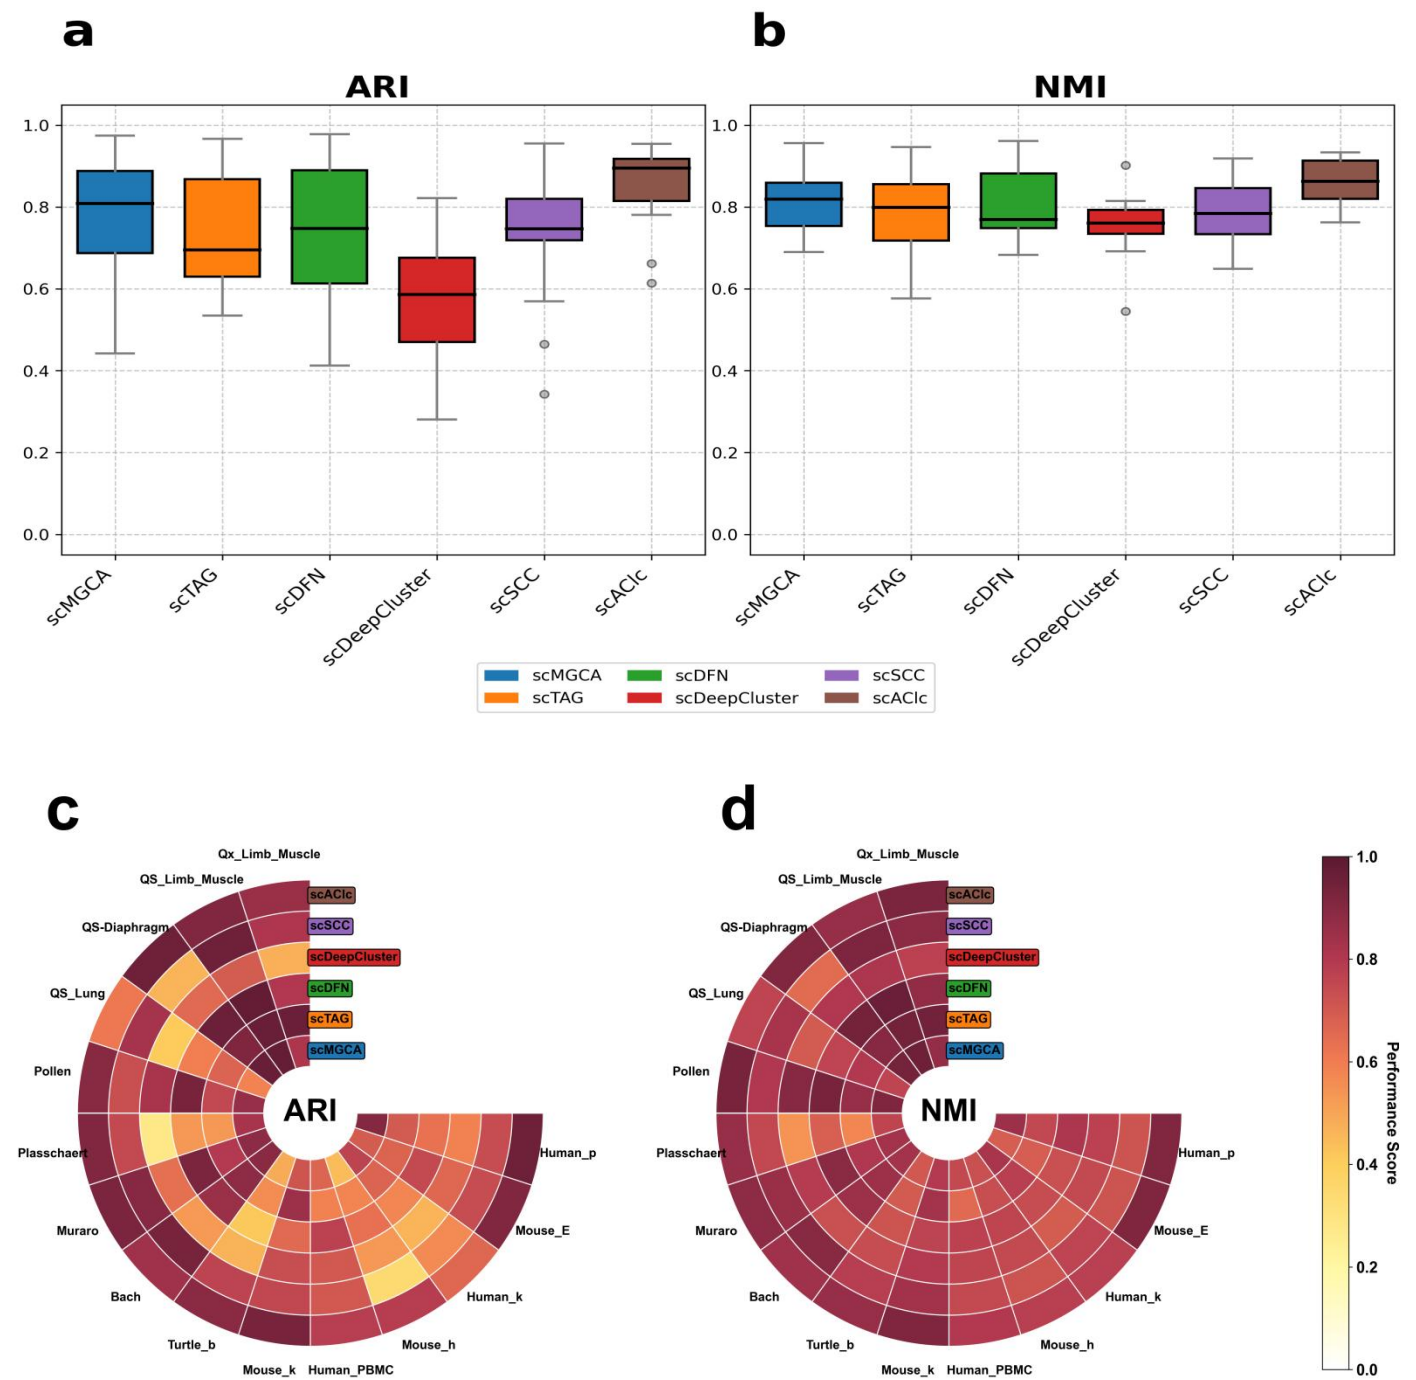 a
b
ARI
NMI
1.0
0.8
0.6
0.4
0.2
0.0
1.0
0.8
0.6
0.4
0.2
0.0
scMGCA
scTAG
scDFN
scDeepCluster
scSCC
scAClc
scMGCA
scTAG
scDFN
scDeepCluster
scSCC
scAClc
scMGCA
scDFN
scSCC
scTAG
scDeepCluster
scAClc
c
d
Qx_Limb_Muscle
QS_Limb_Muscle
QS-Diaphragm
QS_Lung
Pollen
Plasschaert
Muraro
Bach
Turtle_b
Mouse_k
Human_PBMC
Mouse_h
Human_k
Mouse_E
Human_p
scAClc
scSCC
scDeepCluster
scDFN
scTAG
scMGCA
ARI
Qx_Limb_Muscle
QS_Limb_Muscle
QS-Diaphragm
QS_Lung
Pollen
Plasschaert
Muraro
Bach
Turtle_b
Mouse_k
Human_PBMC
Mouse_h
Human_k
Mouse_E
Human_p
scAClc
scSCC
scDeepCluster
scDFN
scTAG
scMGCA
NMI
1.0
0.8
0.6
0.4
0.2
0.0
Performance Score